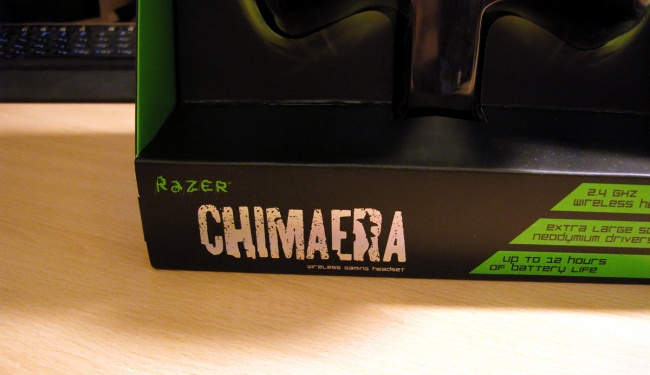 RAZER
CHIMAERA
wireless gaming headset
2.4 GHZ
wireless
extra large
neodymium drivers
up to 12 hours
of battery life